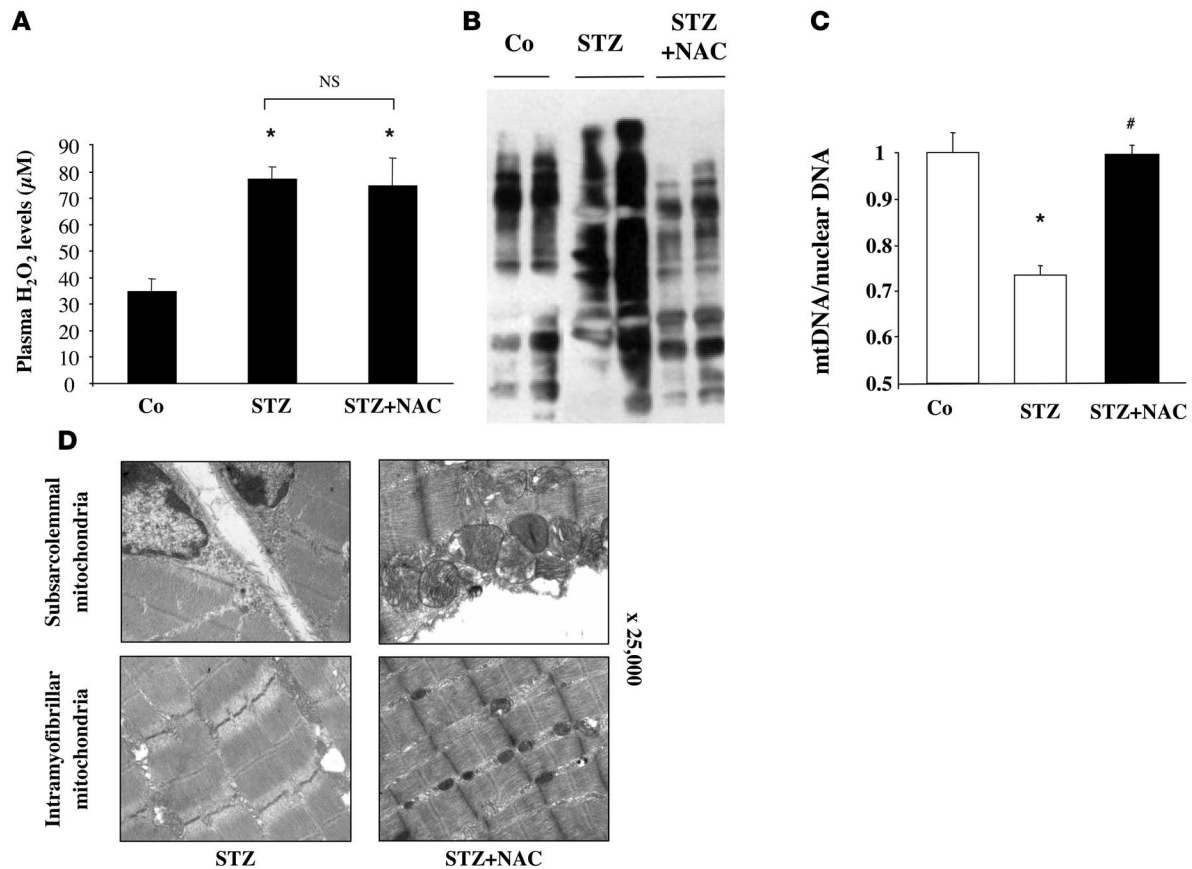 A
NS
*
*
Plasma H2O2 levels (µM)
90
80
70
60
50
40
30
20
10
0
Co
STZ
STZ+NAC
B
Co
STZ
STZ
+NAC
C
#
*
mtDNA/nuclear DNA
1
0.9
0.8
0.7
0.6
0.5
Co
STZ
STZ+NAC
D
Subsarcolemmal
mitochondria
Intramyofibrillar
mitochondria
x 25,000
STZ
STZ+NAC